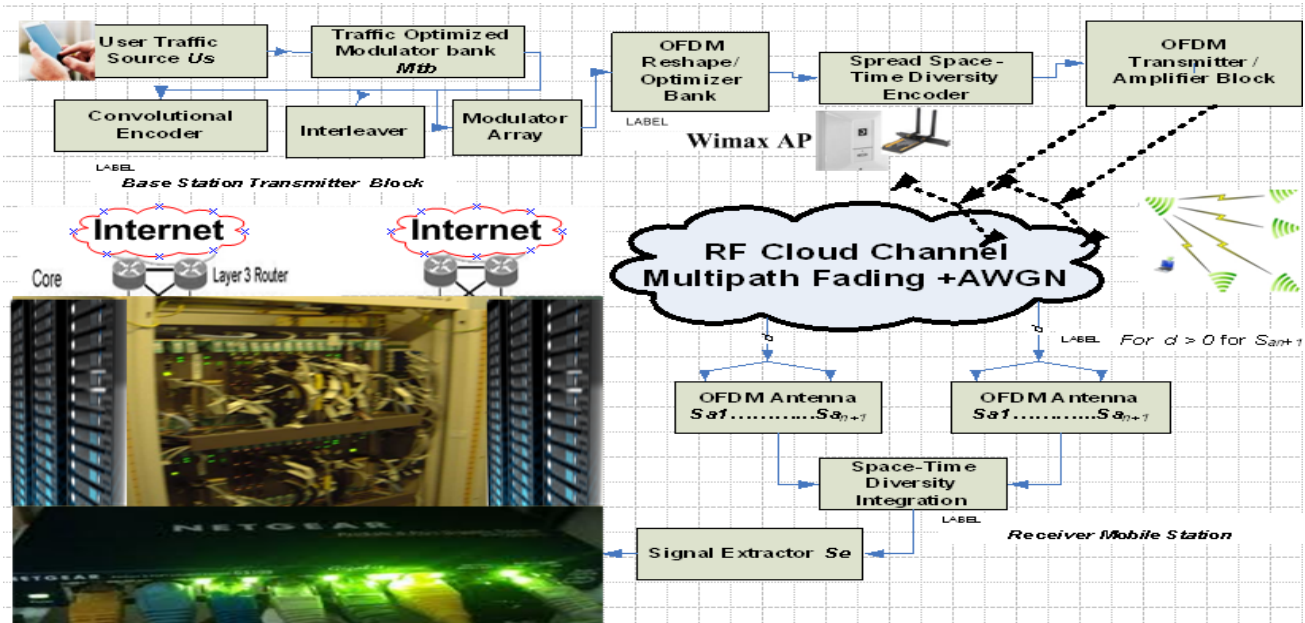 User Traffic
Source Us
Traffic Optimized
Modulator bank
Mtb
OFDM
Reshape/
Optimizer
Bank
Spread Space -
Time Diversity
Encoder
OFDM
Transmitter /
Amplifier Block
Convolutional
Encoder
Interleaver
Modulator
Array
LABEL
LABEL
Base Station Transmitter Block
Wimax AP
Internet
Internet
Core
Layer 3 Router
RF Cloud Channel
Multipath Fading +AWGN
d
d
LABEL
For d > 0 for San+1
OFDM Antenna
Sa1............San+1
OFDM Antenna
Sa1...........San+1
Space-Time
Diversity
Integration
LABEL
Receiver Mobile Station
Signal Extractor Se
NETGEAR
NETGEAR